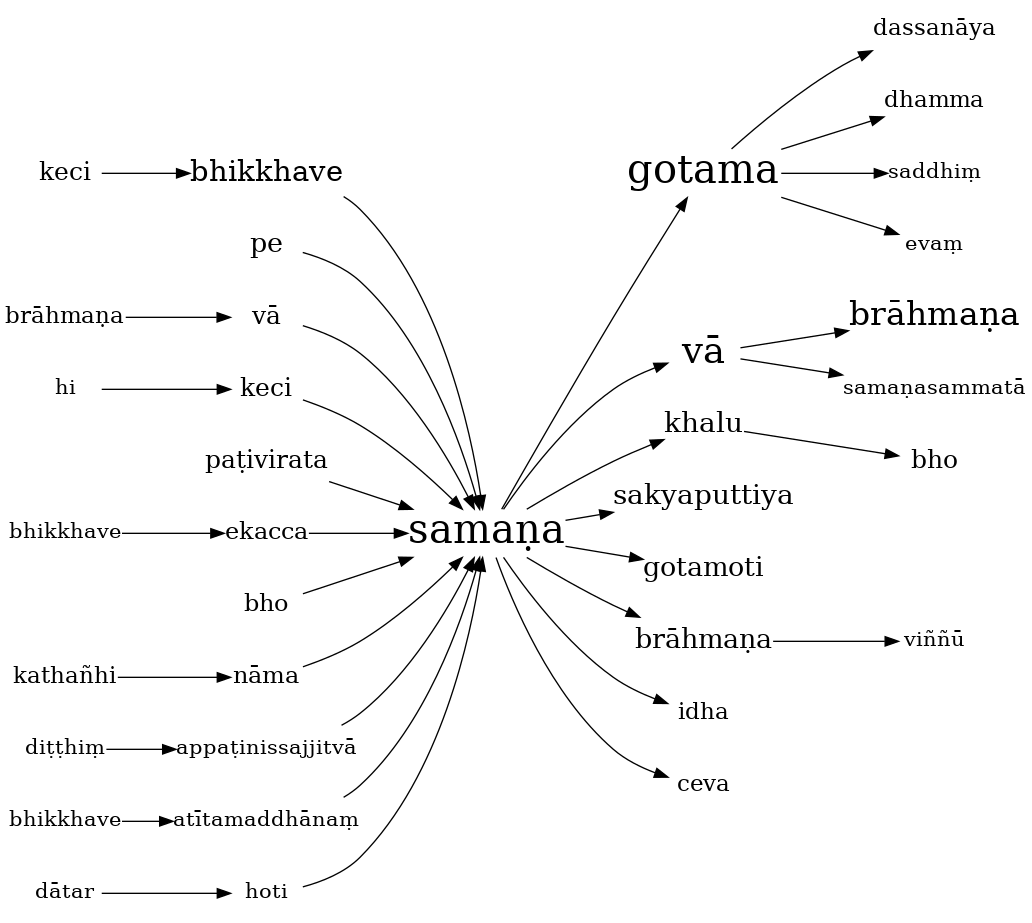 dassanāya
dhamma
keci bhikkhave gotama saddhiṃ
pe evaṃ
brāhmaṇa vā brāhmaṇa
vā
hi keci samaṇasammatā
khalu
paṭivirata bho
sakyaputtiya
bhikkhave ekacca samaṇa
gotamoti
bho
brāhmaṇa viññū
kathañhi nāma
idha
diṭṭhiṃ appaṭinissajjitvā
ceva
bhikkhave atītamaddhānaṃ
dātar hoti